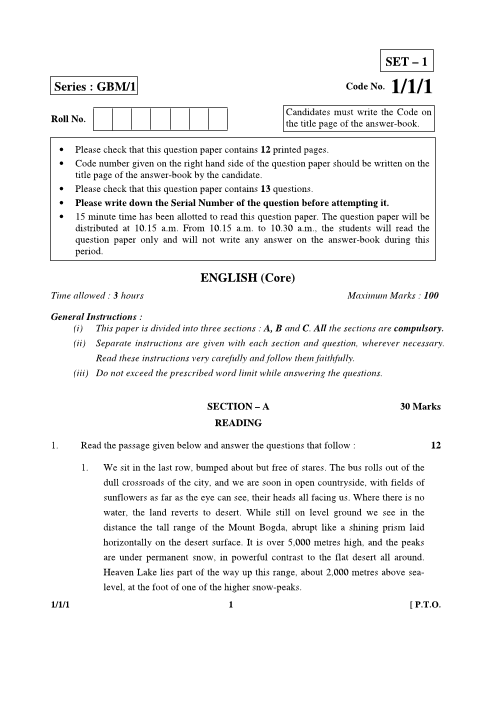 SET – 1
Series : GBM/1
Code No. 1/1/1
Roll No.
Candidates must write the Code on
the title page of the answer-book.
• Please check that this question paper contains 12 printed pages.
• Code number given on the right hand side of the question paper should be written on the
title page of the answer-book by the candidate.
• Please check that this question paper contains 13 questions.
• Please write down the Serial Number of the question before attempting it.
• 15 minute time has been allotted to read this question paper. The question paper will be
distributed at 10.15 a.m. From 10.15 a.m. to 10.30 a.m., the students will read the
question paper only and will not write any answer on the answer-book during this
period.
ENGLISH (Core)
Time allowed : 3 hours Maximum Marks : 100
General Instructions :
(i) This paper is divided into three sections : A, B and C. All the sections are compulsory.
(ii) Separate instructions are given with each section and question, wherever necessary.
Read these instructions very carefully and follow them faithfully.
(iii) Do not exceed the prescribed word limit while answering the questions.
SECTION – A 30 Marks
READING
1. Read the passage given below and answer the questions that follow : 12
1. We sit in the last row, bumped about but free of stares. The bus rolls out of the
dull crossroads of the city, and we are soon in open countryside, with fields of
sunflowers as far as the eye can see, their heads all facing us. Where there is no
water, the land reverts to desert. While still on level ground we see in the
distance the tall range of the Mount Bogda, abrupt like a shining prism laid
horizontally on the desert surface. It is over 5,000 metres high, and the peaks
are under permanent snow, in powerful contrast to the flat desert all around.
Heaven Lake lies part of the way up this range, about 2,000 metres above sea-
level, at the foot of one of the higher snow-peaks.
1/1/1 1 [ P.T.O.